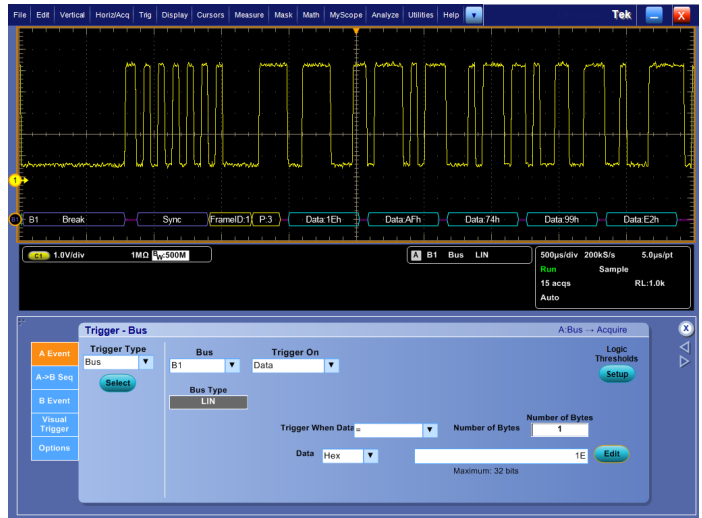 File Edit Vertical Horiz/Acq Trig Display Cursors Measure Mask Math MyScope Analyze Utilities Help Tek X
1
B1 B1 Break Sync FrameID:1 P:3 Data:1Eh Data:AFh Data:74h Data:99h Data:E2h
C1 1.0V/div 1MΩ BW:500M
A B1 Bus LIN
500µs/div 200kS/s 5.0µs/pt
Run Sample
15 acqs RL:1.0k
Auto
Trigger - Bus A:Bus → Acquire X
A Event
A->B Seq
B Event
Visual
Trigger
Options
Trigger Type
Bus
Select
Bus
B1
Bus Type
LIN
Trigger On
Data
Logic
Thresholds
Setup
Trigger When Data =
Number of Bytes
Number of Bytes
1
Data Hex 1E Edit
Maximum: 32 bits